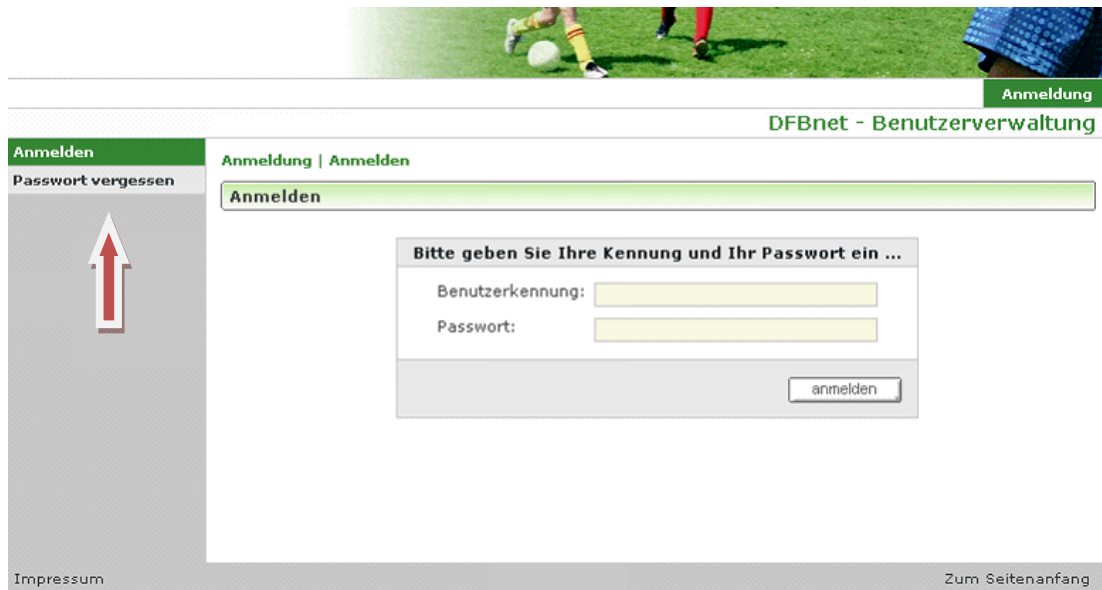 Anmeldung
DFBnet - Benutzerverwaltung
Anmelden
Passwort vergessen
Anmeldung | Anmelden
Anmelden
Bitte geben Sie Ihre Kennung und Ihr Passwort ein ...
Benutzerkennung:
Passwort:
anmelden
Impressum
Zum Seitenanfang